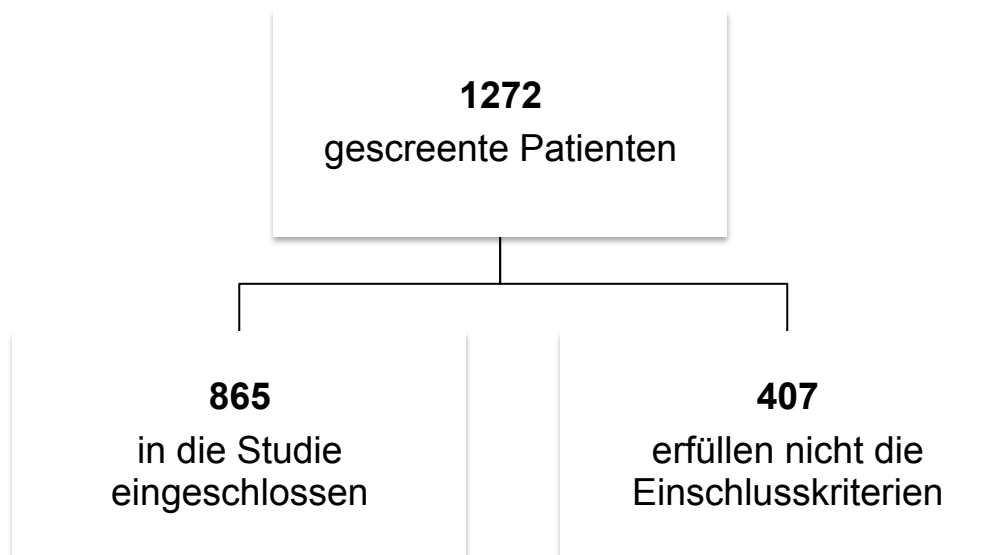 1272
gescreente Patienten
865
in die Studie
eingeschlossen
407
erfüllen nicht die
Einschlusskriterien